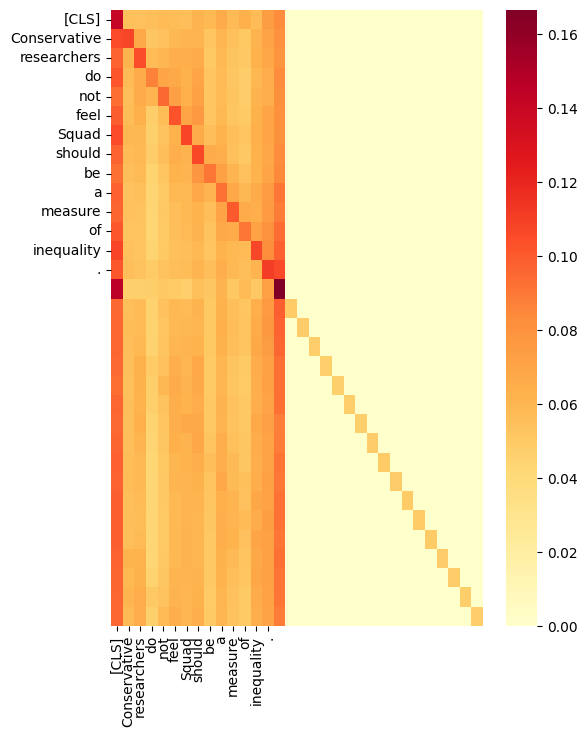 [CLS]
Conservative
researchers
do
not
feel
Squad
should
be
a
measure
of
inequality
.
[CLS]
Conservative
researchers
do
not
feel
Squad
should
be
a
measure
of
inequality
.
0.16
0.14
0.12
0.10
0.08
0.06
0.04
0.02
0.00